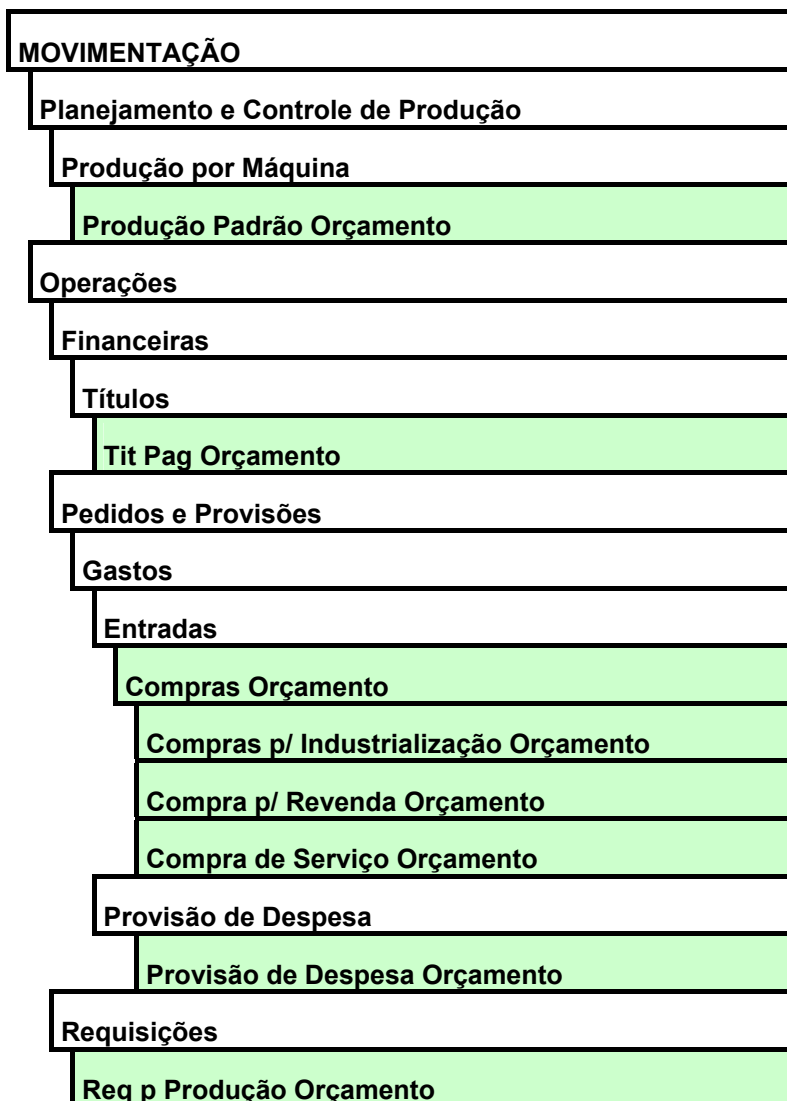 MOVIMENTAÇÃO
Planejamento e Controle de Produção
Produção por Máquina
Produção Padrão Orçamento
Operações
Financeiras
Títulos
Tit Pag Orçamento
Pedidos e Provisões
Gastos
Entradas
Compras Orçamento
Compras p/ Industrialização Orçamento
Compra p/ Revenda Orçamento
Compra de Serviço Orçamento
Provisão de Despesa
Provisão de Despesa Orçamento
Requisições
Req p Produção Orçamento